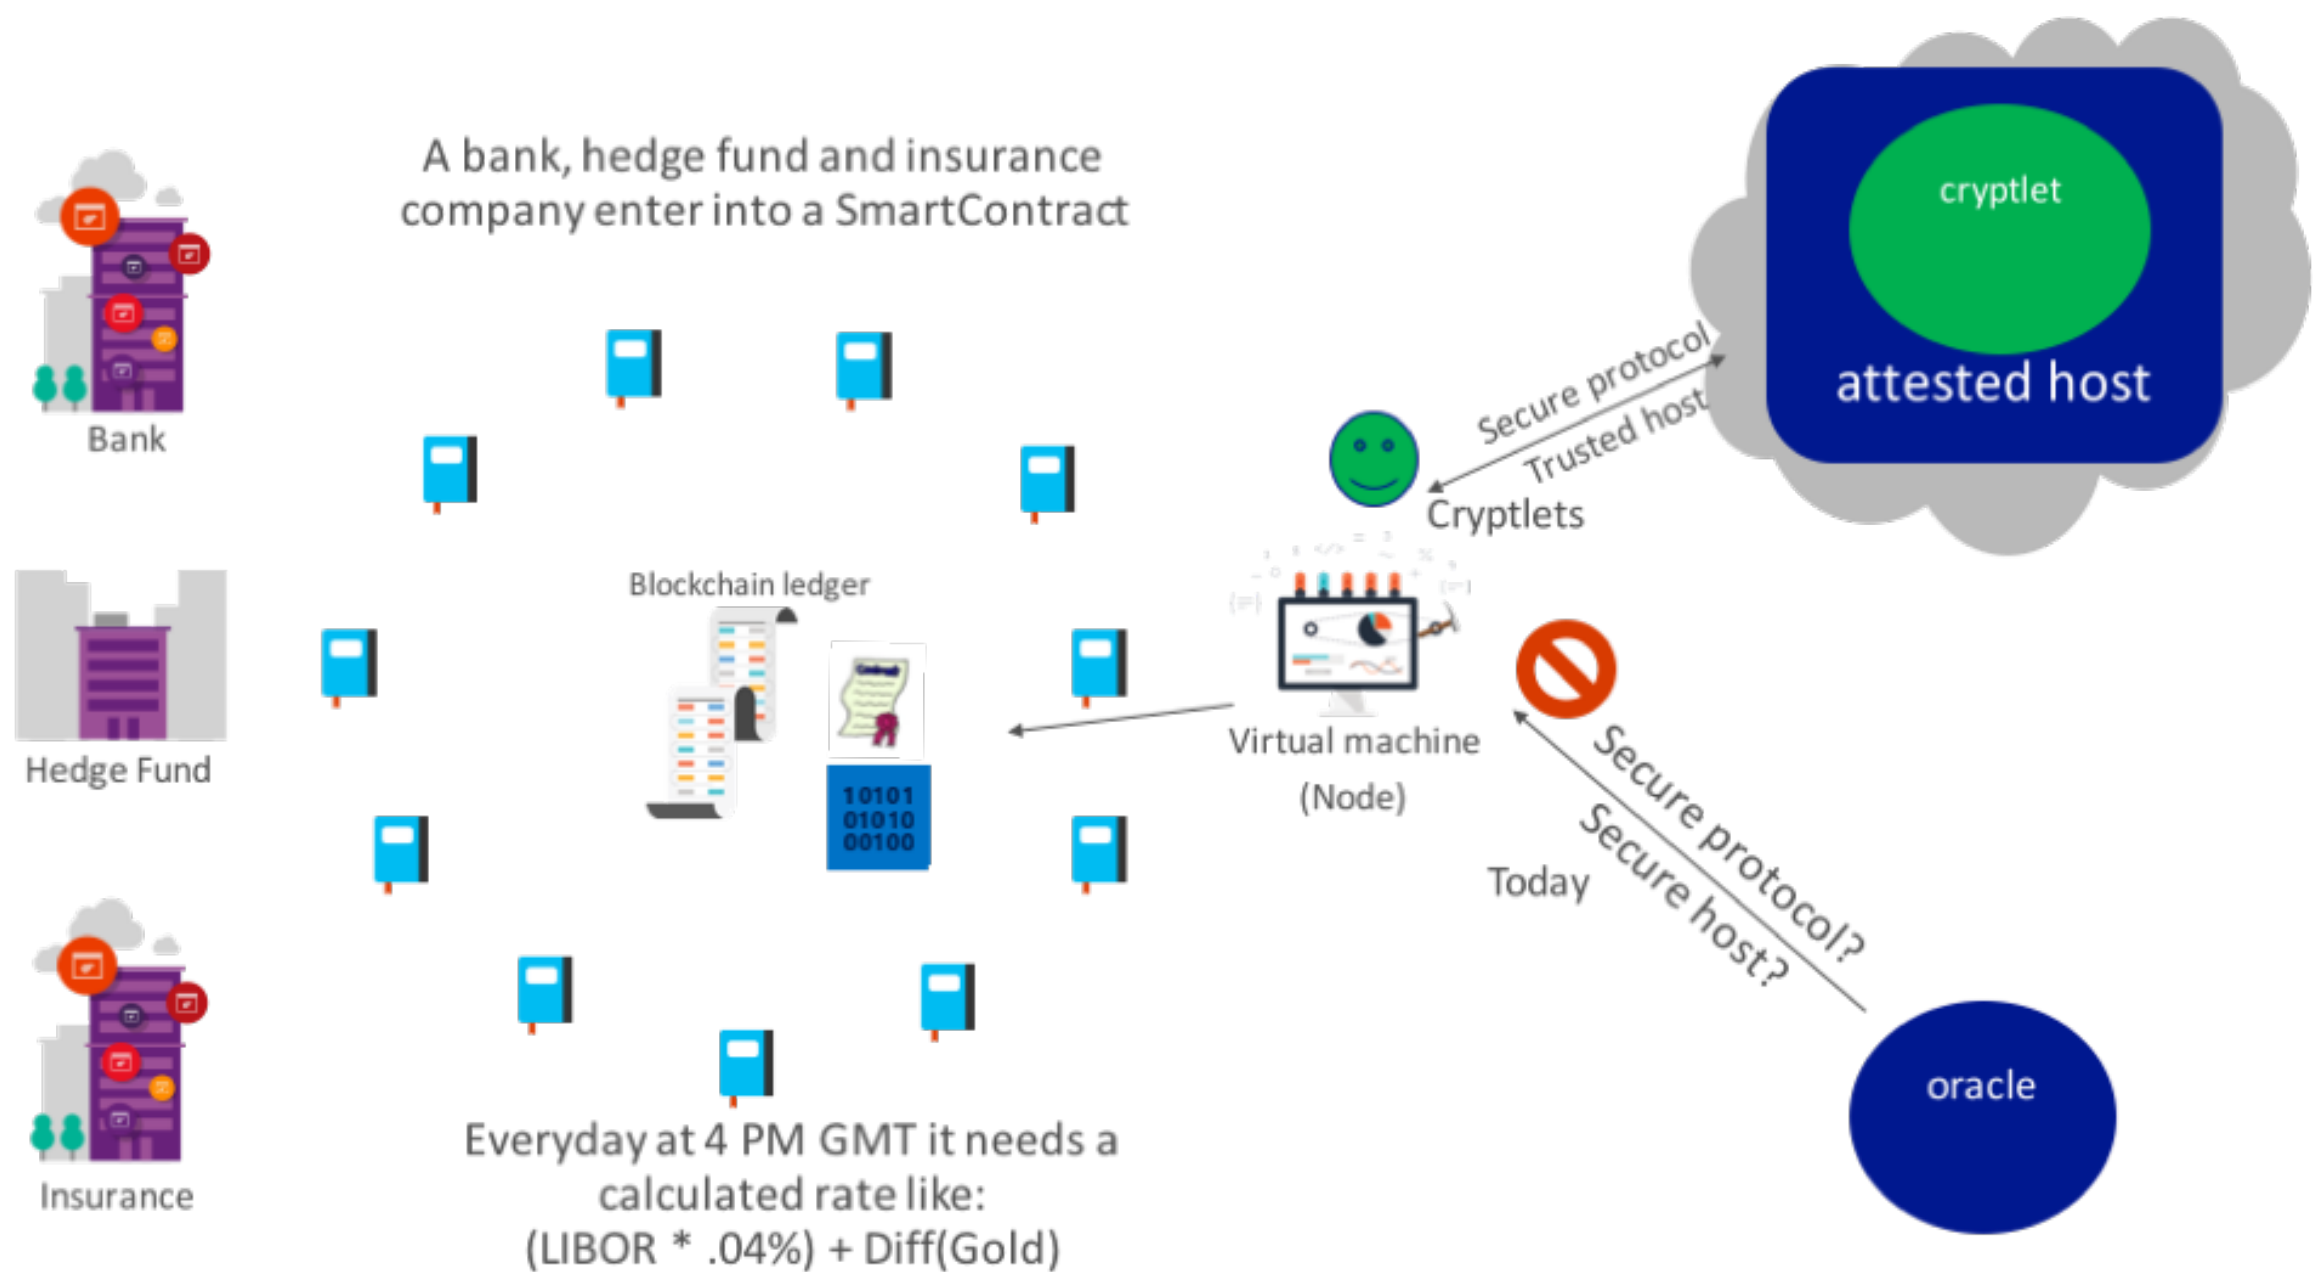 A bank, hedge fund and insurance
company enter into a SmartContract
cryptlet
attested host
Bank
Secure protocol
Trusted host
Cryptlets
Blockchain ledger
Contract
10101
01010
00100
Hedge Fund
Virtual machine
(Node)
Secure protocol?
Secure host?
Today
oracle
Insurance
Everyday at 4 PM GMT it needs a
calculated rate like:
(LIBOR * .04%) + Diff(Gold)